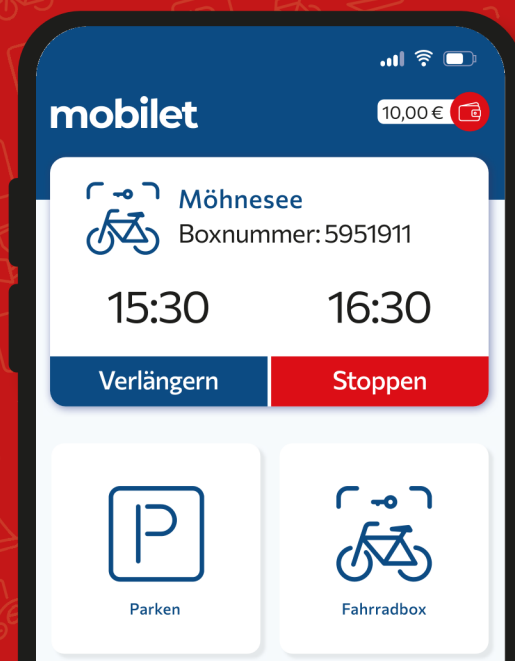 mobilet
10,00 €
Möhnesee
Boxnummer: 5951911
15:30 16:30
Verlängern Stoppen
P
Parken Fahrradbox